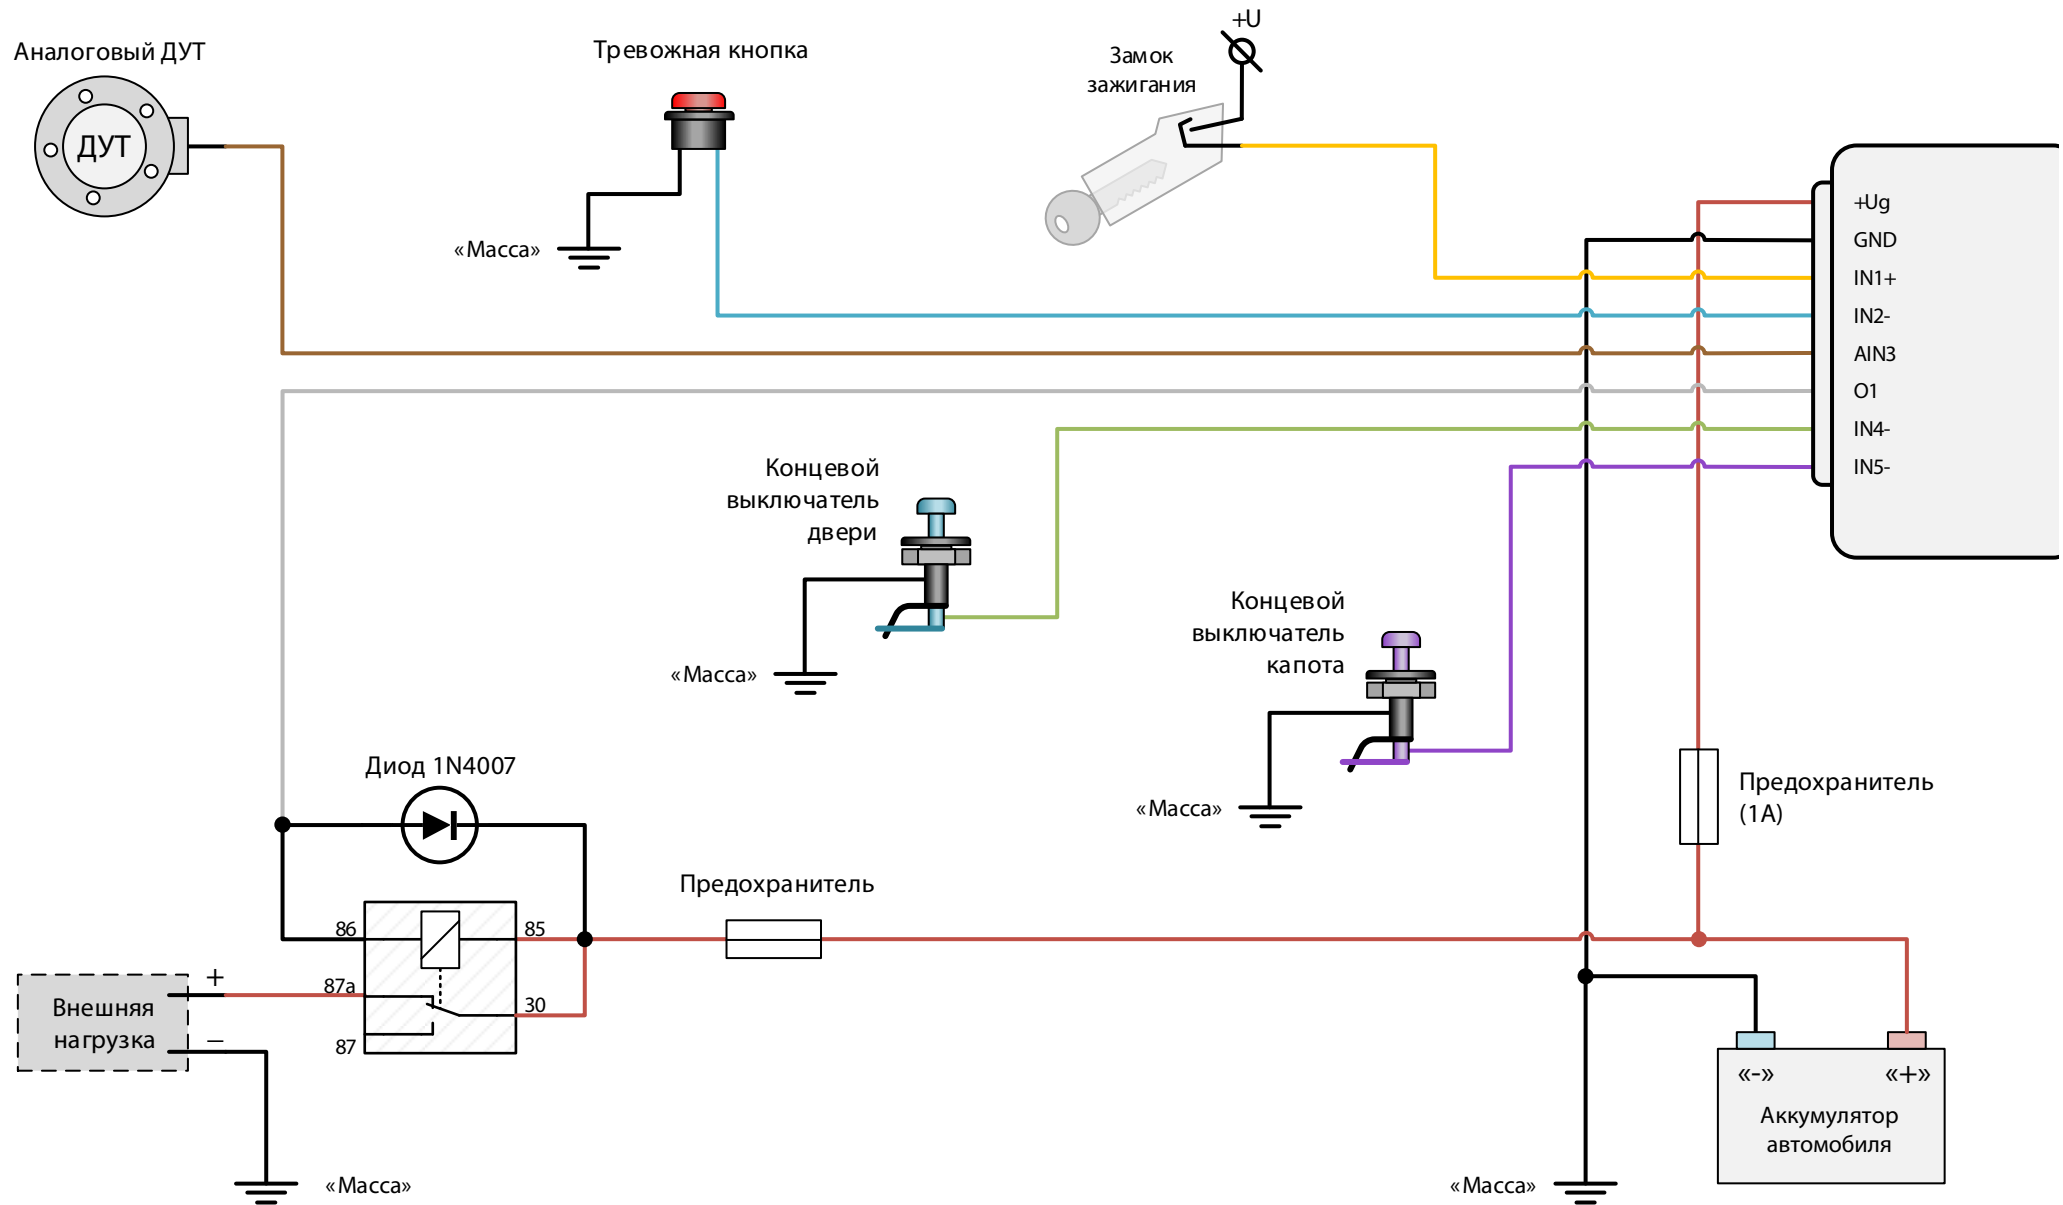 Аналоговый ДУТ
ДУТ
Тревожная кнопка
«Масса»
Замок
зажигания
+U
+Ug
GND
IN1+
IN2-
AIN3
O1
IN4-
IN5-
Концевой
выключатель
двери
«Масса»
Концевой
выключатель
капота
«Масса»
Диод 1N4007
Предохранитель
(1А)
Предохранитель
86
85
87a
30
87
Внешняя
нагрузка
+
–
«Масса»
«Масса»
«-»
«+»
Аккумулятор
автомобиля